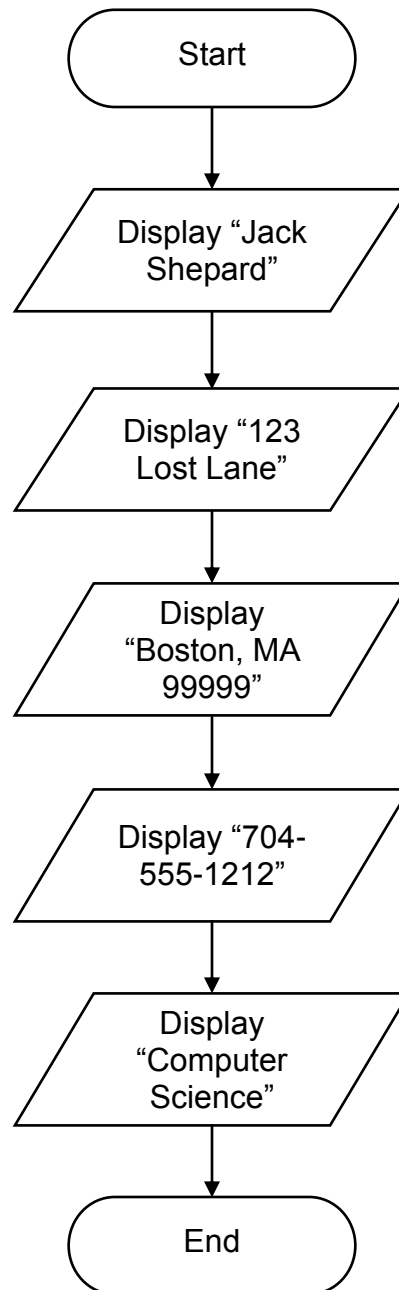 Start
Display “Jack
Shepard”
Display “123
Lost Lane”
Display
“Boston, MA
99999”
Display “704-
555-1212”
Display
“Computer
Science”
End